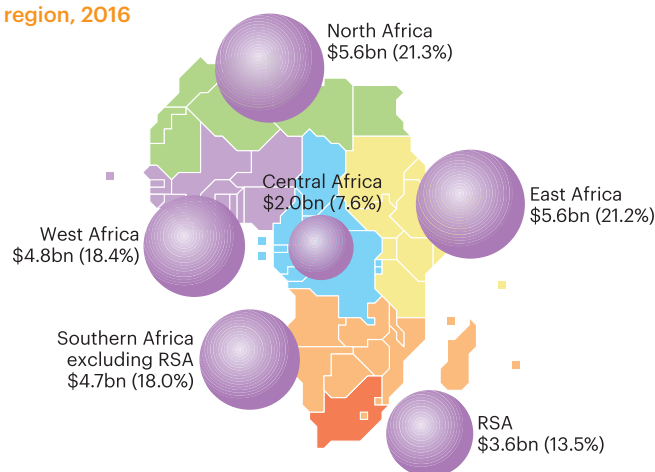 region, 2016
North Africa
$5.6bn (21.3%)
Central Africa
$2.0bn (7.6%)
East Africa
$5.6bn (21.2%)
West Africa
$4.8bn (18.4%)
Southern Africa
excluding RSA
$4.7bn (18.0%)
RSA
$3.6bn (13.5%)